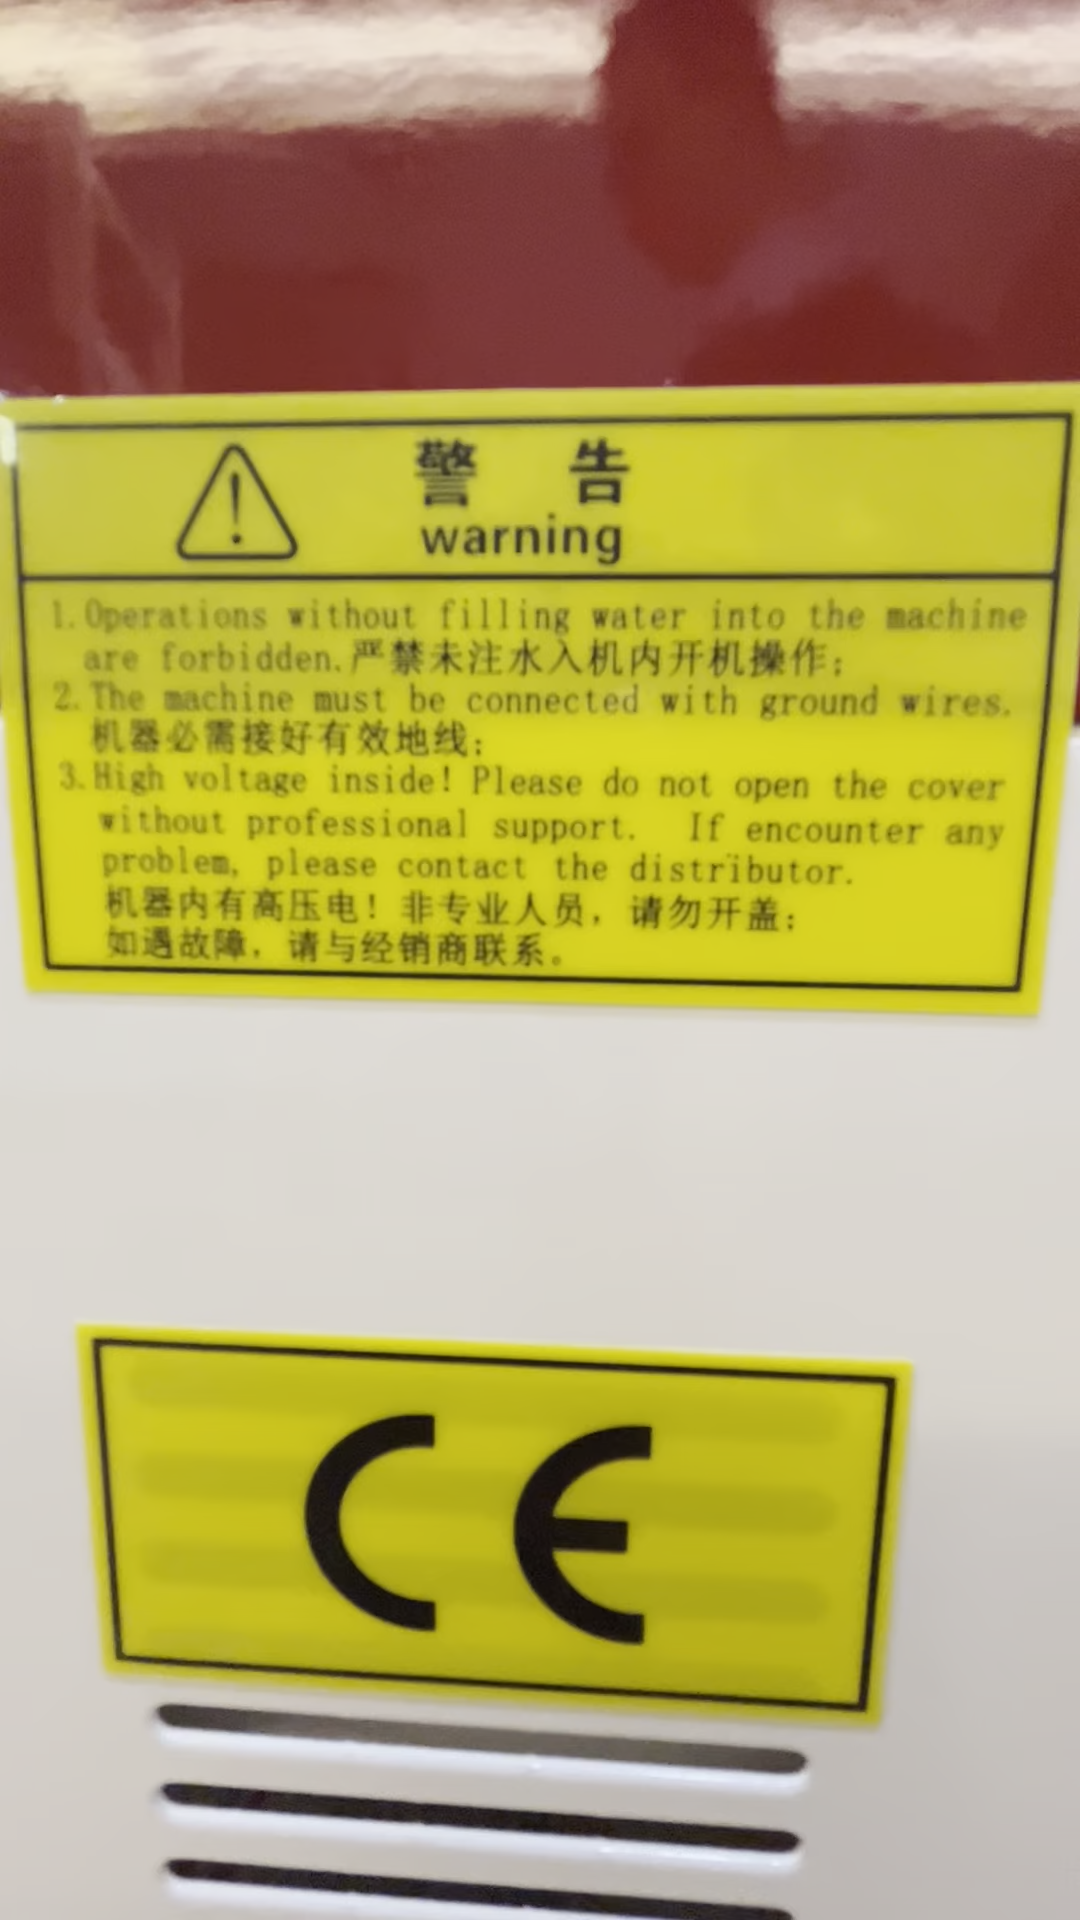 警 告
warning
1.Operations without filling water into the machine
are forbidden.严禁未注水入机内开机操作;
2.The machine must be connected with ground wires.
机器必需接好有效地线;
3.High voltage inside! Please do not open the cover
without professional support. If encounter any
problem, please contact the distributor.
机器内有高压电! 非专业人员, 请勿开盖;
如遇故障, 请与经销商联系。
CE